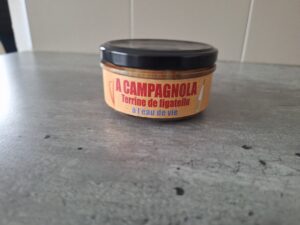 A CAMPAGNOLA
Terrine de figatellu
à l'eau de vie